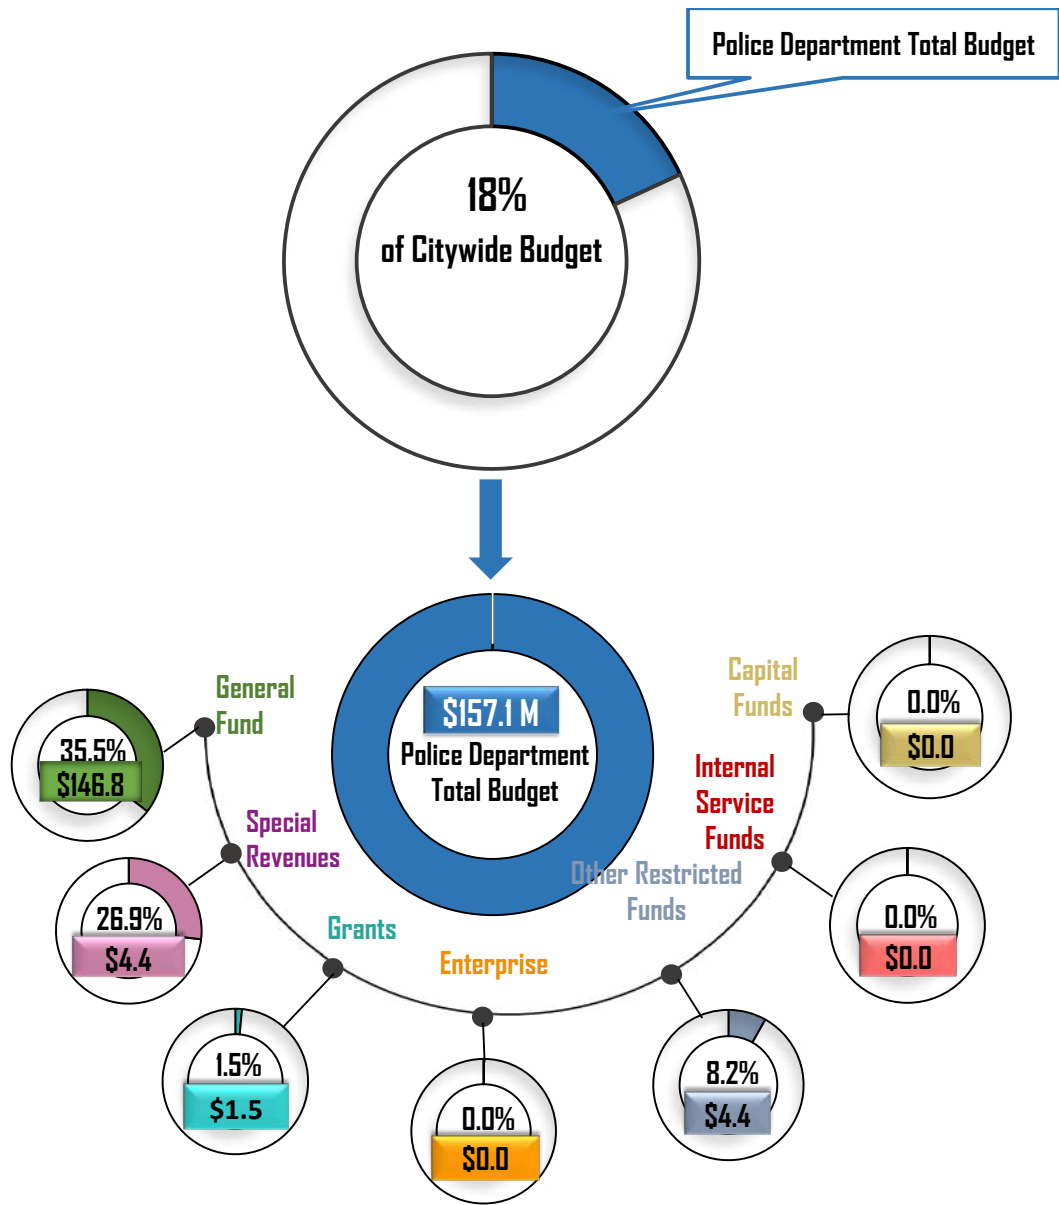 Police Department Total Budget
18%
of Citywide Budget
$157.1 M
Police Department
Total Budget
General
Fund
35.5%
$146.8
Special
Revenues
26.9%
$4.4
Grants
1.5%
$1.5
Enterprise
0.0%
$0.0
Other Restricted
Funds
8.2%
$4.4
Internal
Service
Funds
0.0%
$0.0
Capital
Funds
0.0%
$0.0